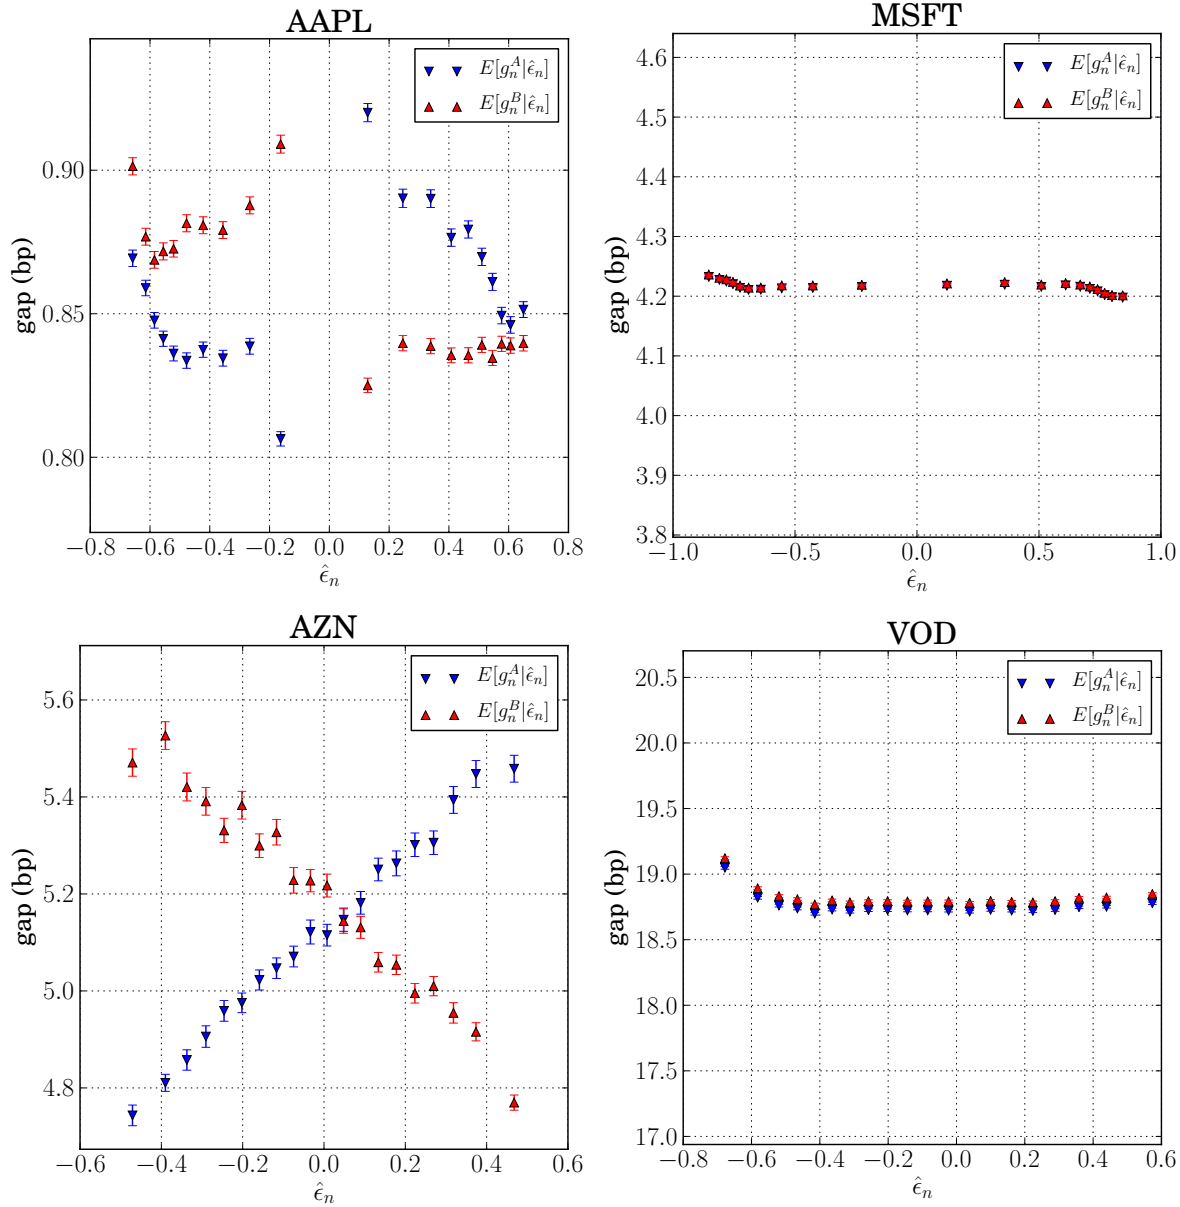 AAPL
E[g_n^A|ε̂_n]
E[g_n^B|ε̂_n]
gap (bp)
0.90
0.85
0.80
−0.8 −0.6 −0.4 −0.2 0.0 0.2 0.4 0.6 0.8
ε̂_n
MSFT
E[g_n^A|ε̂_n]
E[g_n^B|ε̂_n]
gap (bp)
4.6
4.5
4.4
4.3
4.2
4.1
4.0
3.9
3.8
−1.0 −0.5 0.0 0.5 1.0
ε̂_n
AZN
E[g_n^A|ε̂_n]
E[g_n^B|ε̂_n]
gap (bp)
5.6
5.4
5.2
5.0
4.8
−0.6 −0.4 −0.2 0.0 0.2 0.4 0.6
ε̂_n
VOD
E[g_n^A|ε̂_n]
E[g_n^B|ε̂_n]
gap (bp)
20.5
20.0
19.5
19.0
18.5
18.0
17.5
17.0
−0.8 −0.6 −0.4 −0.2 0.0 0.2 0.4 0.6
ε̂_n